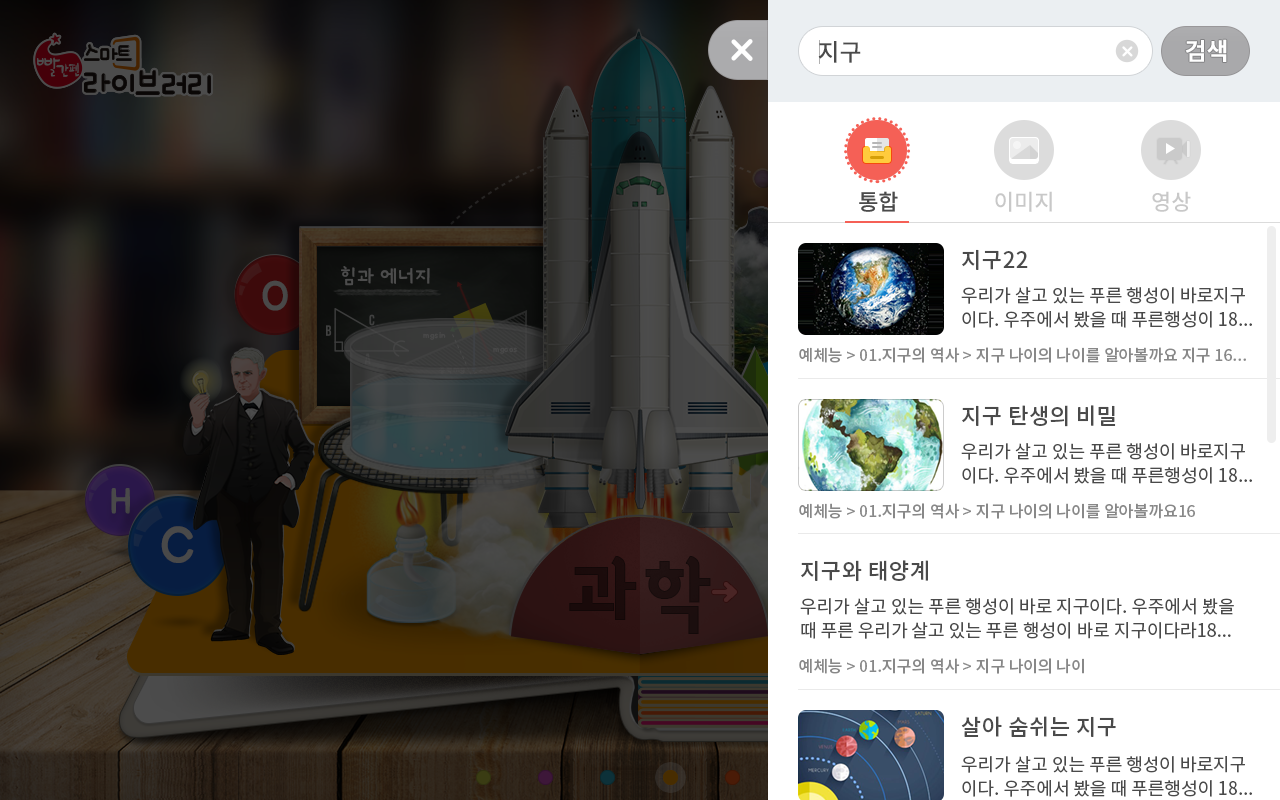 빨간펜
스마트
라이브러리
힘과 에너지
B
C
O
H
C
과학
지구
검색
통합
이미지
영상
지구22
우리가 살고 있는 푸른 행성이 바로지구
이다. 우주에서 봤을 때 푸른행성이 18...
예체능 > 01.지구의 역사 > 지구 나이의 나이를 알아볼까요 지구 16...
지구 탄생의 비밀
우리가 살고 있는 푸른 행성이 바로지구
이다. 우주에서 봤을 때 푸른행성이 18...
예체능 > 01.지구의 역사 > 지구 나이의 나이를 알아볼까요16
지구와 태양계
우리가 살고 있는 푸른 행성이 바로 지구이다. 우주에서 봤을
때 푸른 우리가 살고 있는 푸른 행성이 바로 지구이다라18...
예체능 > 01.지구의 역사 > 지구 나이의 나이
살아 숨쉬는 지구
MERCURY
우리가 살고 있는 푸른 행성이 바로지구
이다. 우주에서 봤을 때 푸른행성이 18...